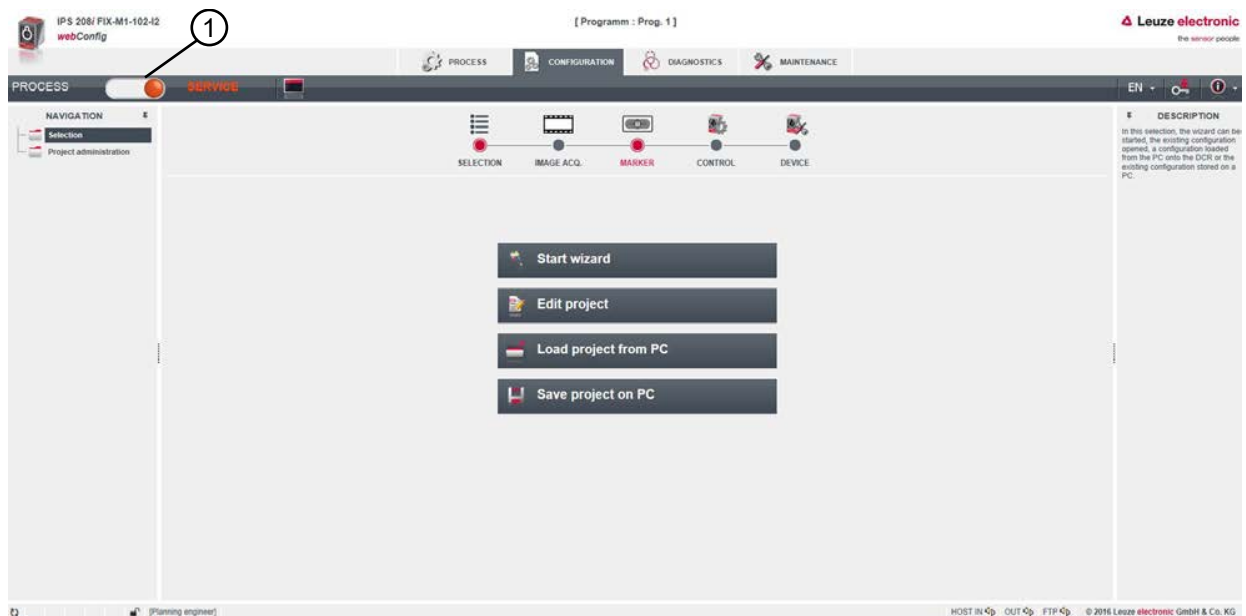 IPS 208i FIX-M1-102-I2
webConfig
1
[ Programm : Prog. 1 ]
Leuze electronic
the sensor people
PROCESS
CONFIGURATION
DIAGNOSTICS
MAINTENANCE
PROCESS
SERVICE
EN
NAVIGATION
Selection
Project administration
SELECTION
IMAGE ACQ.
MARKER
CONTROL
DEVICE
Start wizard
Edit project
Load project from PC
Save project on PC
DESCRIPTION
In this selection, the wizard can be
started, the existing configuration
opened, a configuration loaded
from the PC onto the DCR or the
existing configuration stored on a
PC.
[Planning engineer]
HOST IN OUT FTP © 2016 Leuze electronic GmbH & Co. KG